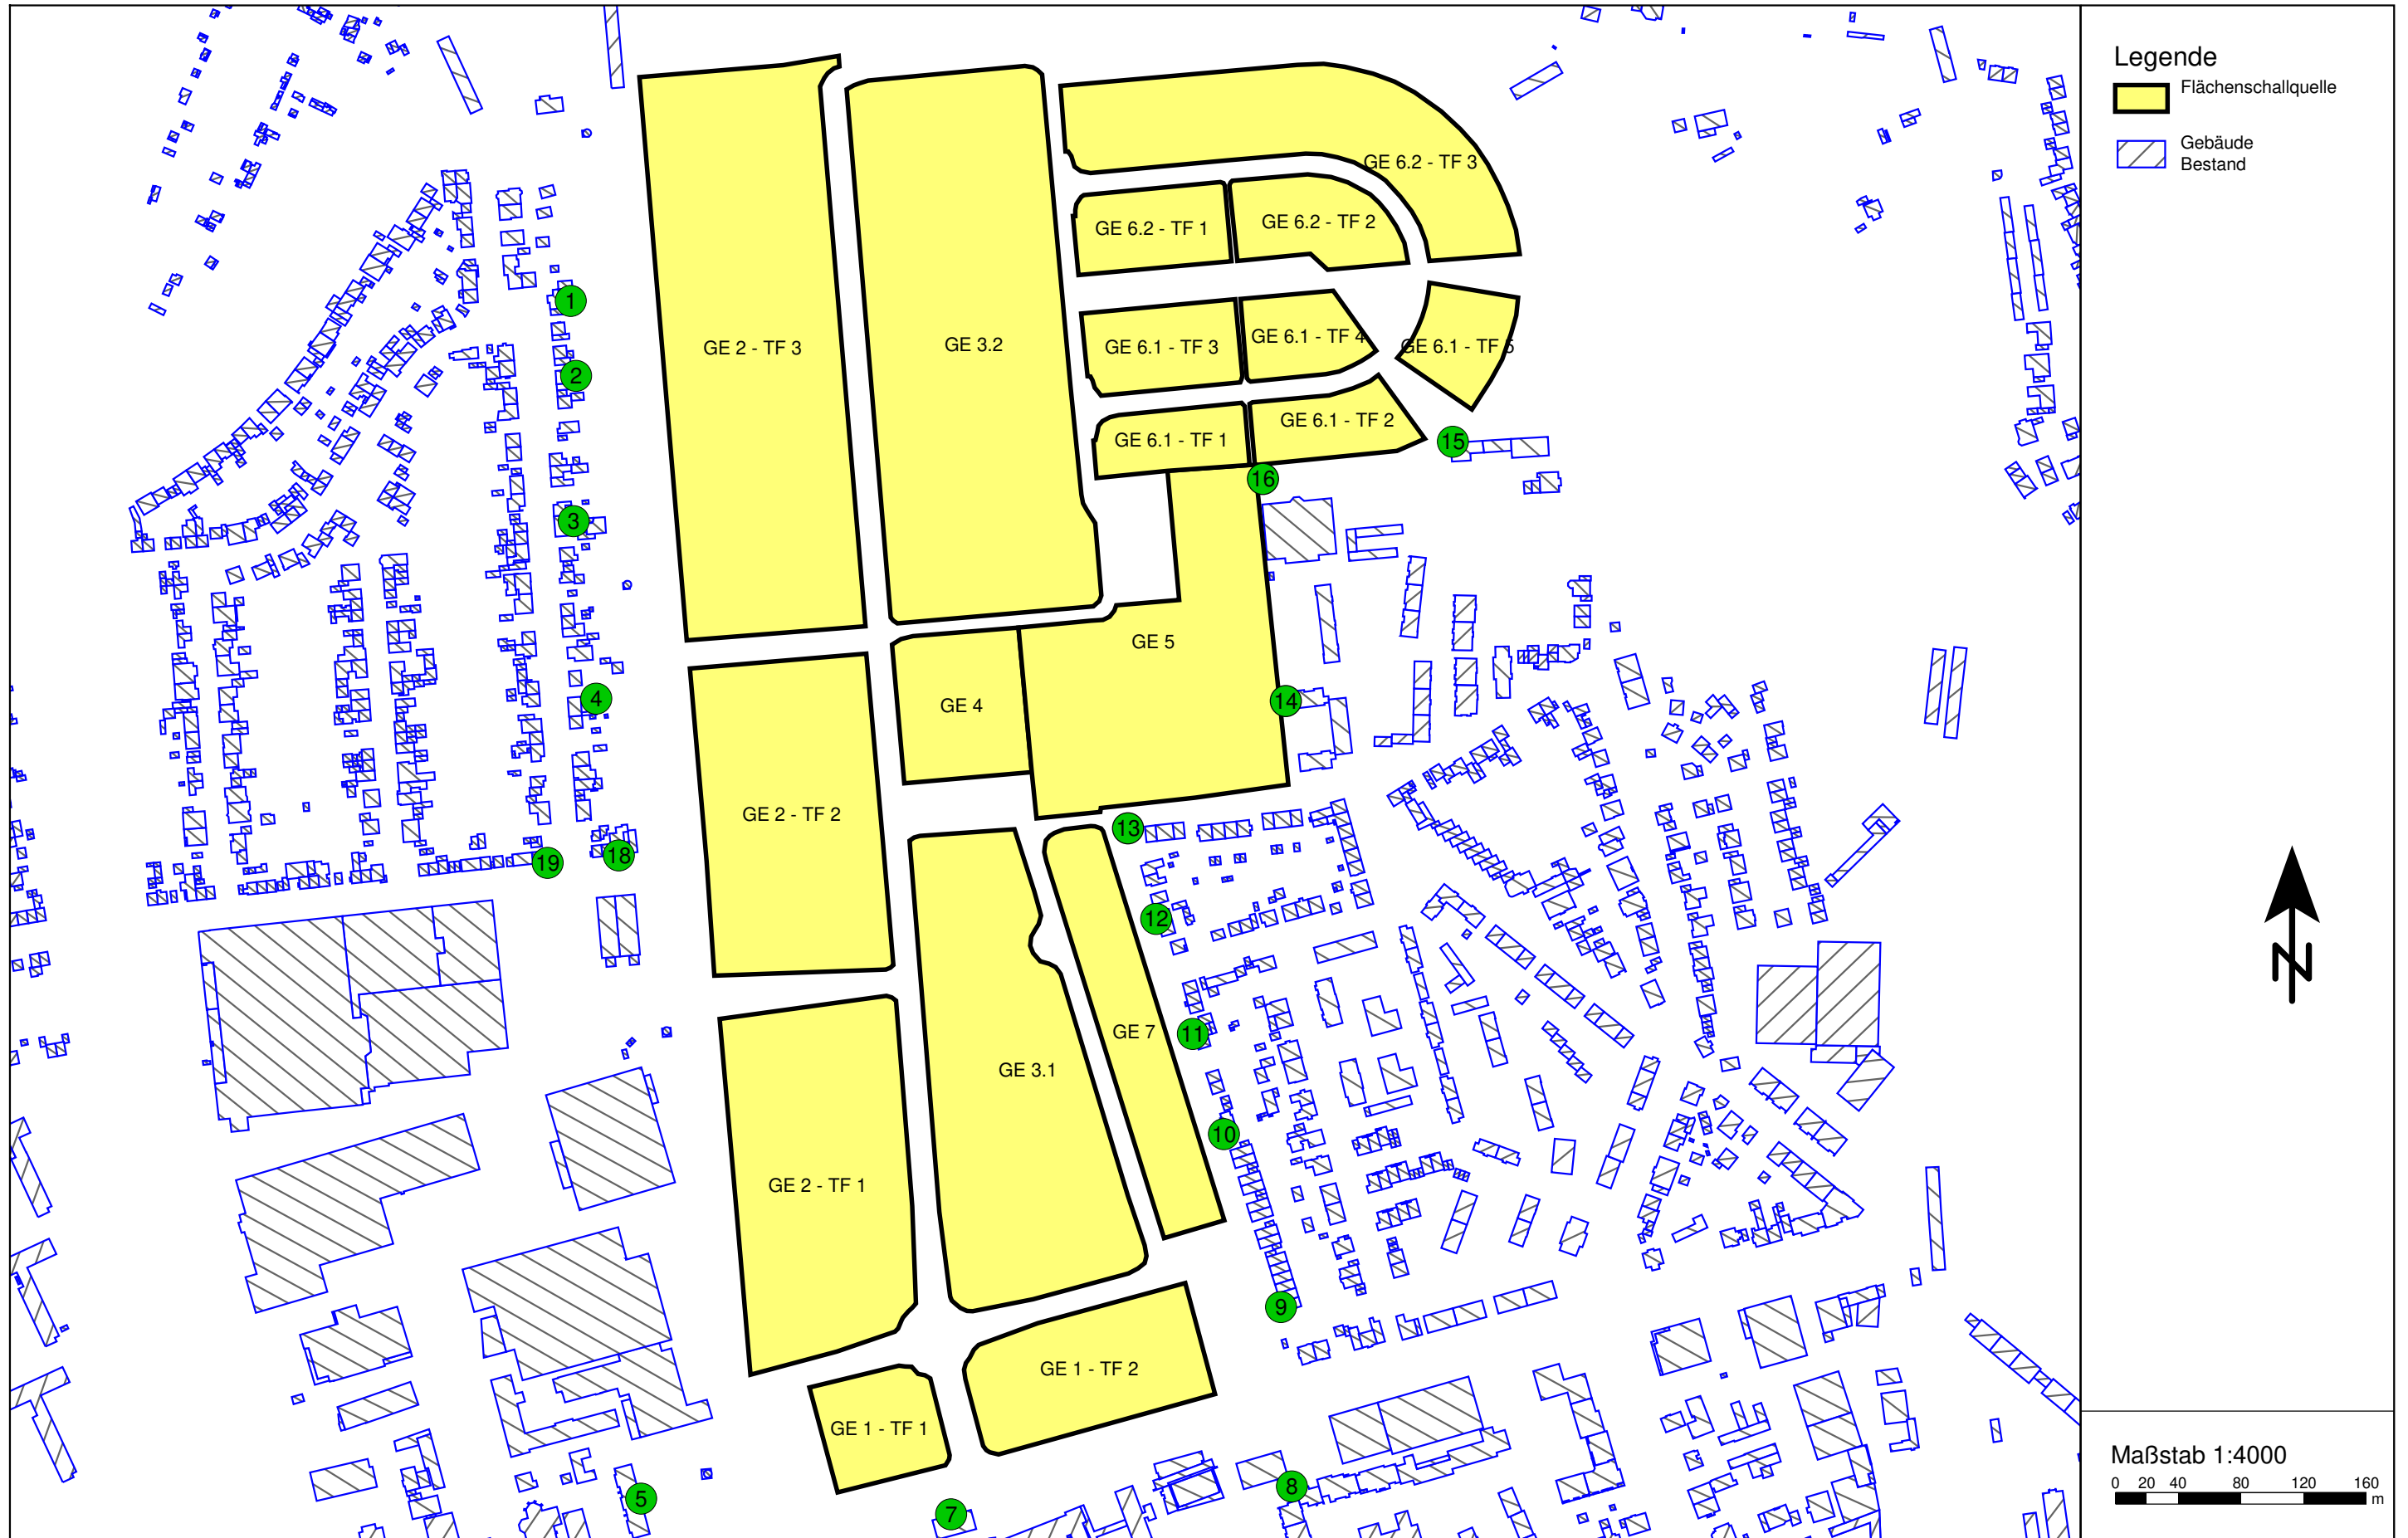 Legende
Flächenschallquelle
Gebäude
Bestand
GE 6.2 - TF 3
GE 6.2 - TF 1
GE 6.2 - TF 2
1
GE 2 - TF 3
GE 3.2
GE 6.1 - TF 3
GE 6.1 - TF 4
GE 6.1 - TF 5
2
GE 6.1 - TF 1
GE 6.1 - TF 2
15
16
3
GE 5
4
GE 4
14
GE 2 - TF 2
13
19
18
12
N
GE 7
11
GE 3.1
10
GE 2 - TF 1
9
GE 1 - TF 2
GE 1 - TF 1
8
5
7
Maßstab 1:4000
0 20 40 80 120 160
m